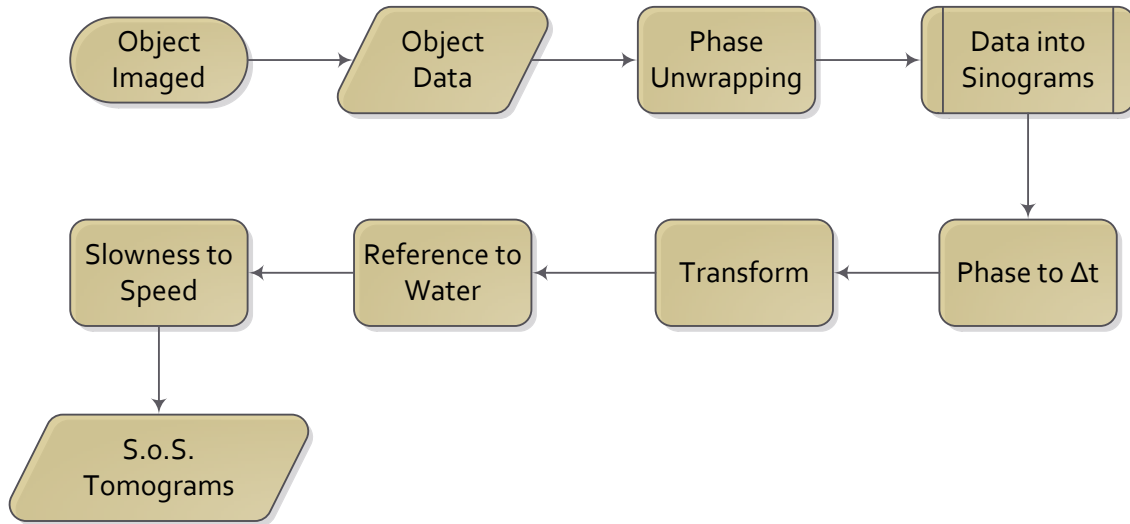 Object
Imaged
Object
Data
Phase
Unwrapping
Data into
Sinograms
Phase to Δt
Transform
Reference to
Water
Slowness to
Speed
S.o.S.
Tomograms